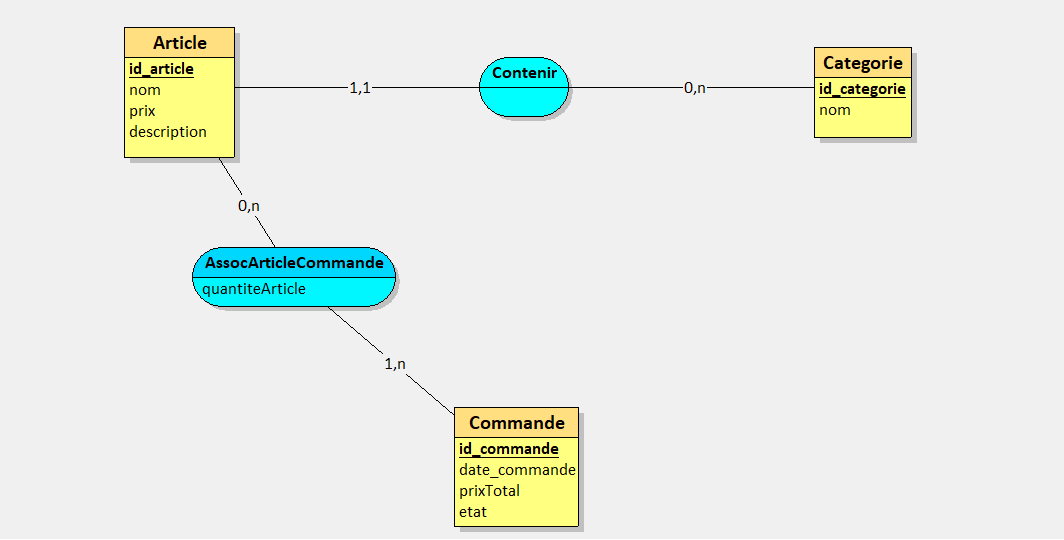 Article
id_article
nom
prix
description
1,1
Contenir
0,n
Categorie
id_categorie
nom
0,n
AssocArticleCommande
quantiteArticle
1,n
Commande
id_commande
date_commande
prixTotal
etat